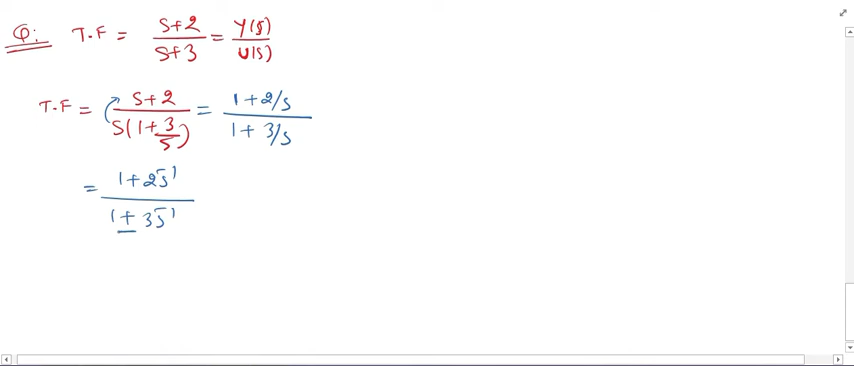 Q: T.F = S+2 / S+3 = Y(s) / U(s)
T.F = S+2 / S(1+3/S) = 1+2/s / 1+3/s
= 1+2s⁻¹ / 1+3s⁻¹